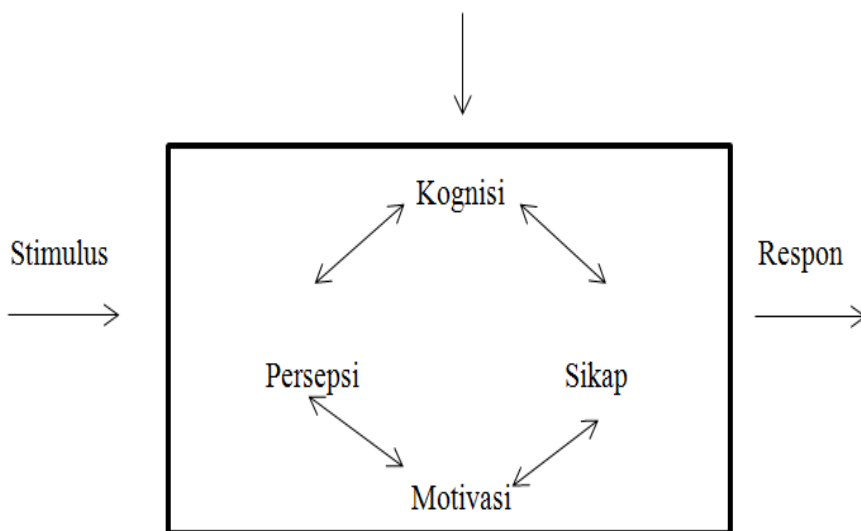 Kognisi
Stimulus
Respon
Persepsi
Sikap
Motivasi